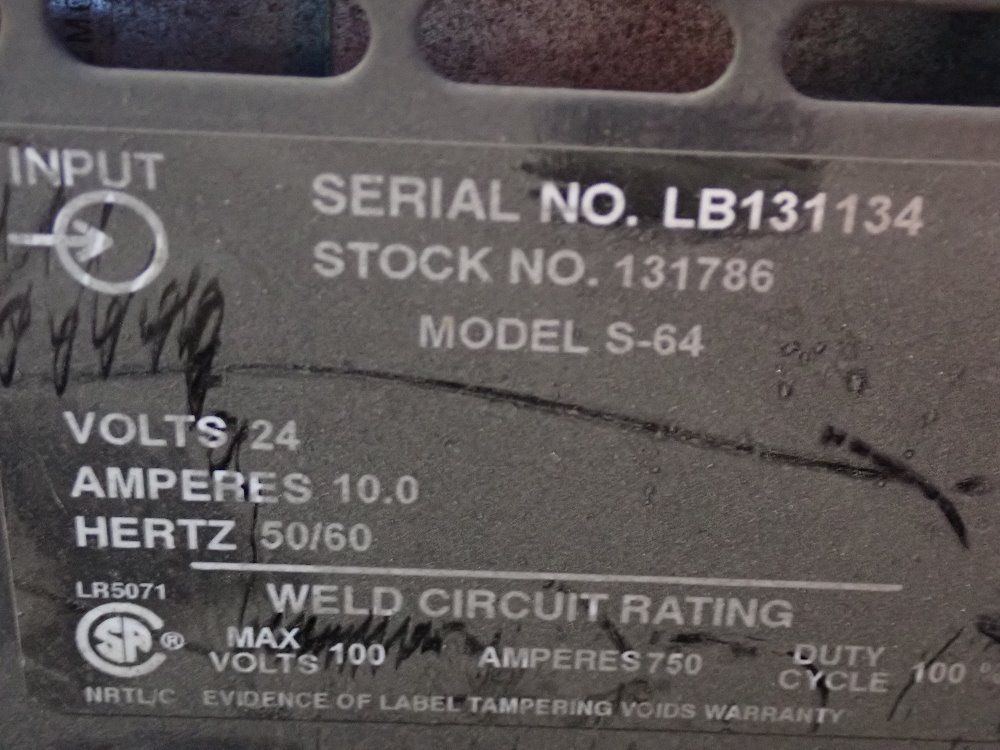 INPUT
SERIAL NO. LB131134
STOCK NO. 131786
MODEL S-64
VOLTS 24
AMPERES 10.0
HERTZ 50/60
LR5071
WELD CIRCUIT RATING
MAX VOLTS 100 AMPERES 750 DUTY CYCLE 100 %
SA ®
NRTL/C EVIDENCE OF LABEL TAMPERING VOIDS WARRANTY